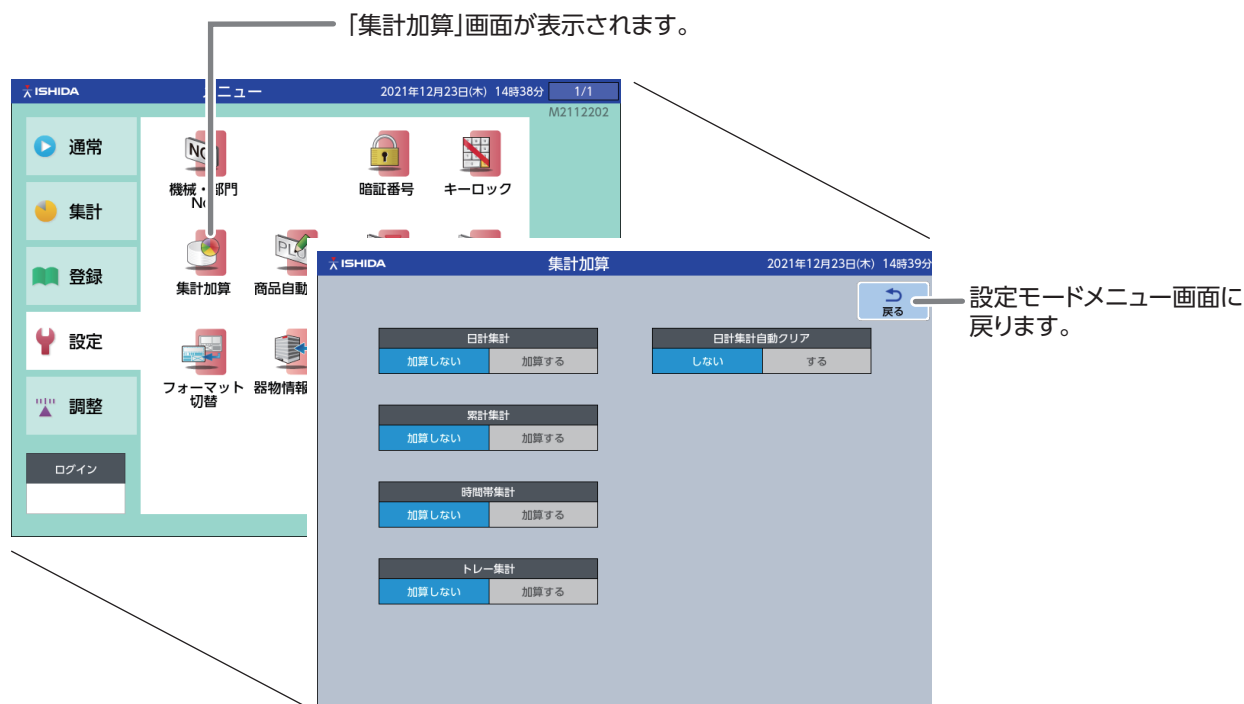 「集計加算」画面が表示されます。
ISHIDA
メニュー
2021年12月23日(木) 14時38分
1/1
M2112202
通常
集計
登録
設定
調整
ログイン
機械・部門
No
暗証番号
キーロック
集計加算
商品自動
フォーマット
切替
器物情報
ISHIDA
集計加算
2021年12月23日(木) 14時39分
戻る
設定モードメニュー画面に
戻ります。
日計集計
加算しない 加算する
日計集計自動クリア
しない する
累計集計
加算しない 加算する
時間帯集計
加算しない 加算する
トレー集計
加算しない 加算する